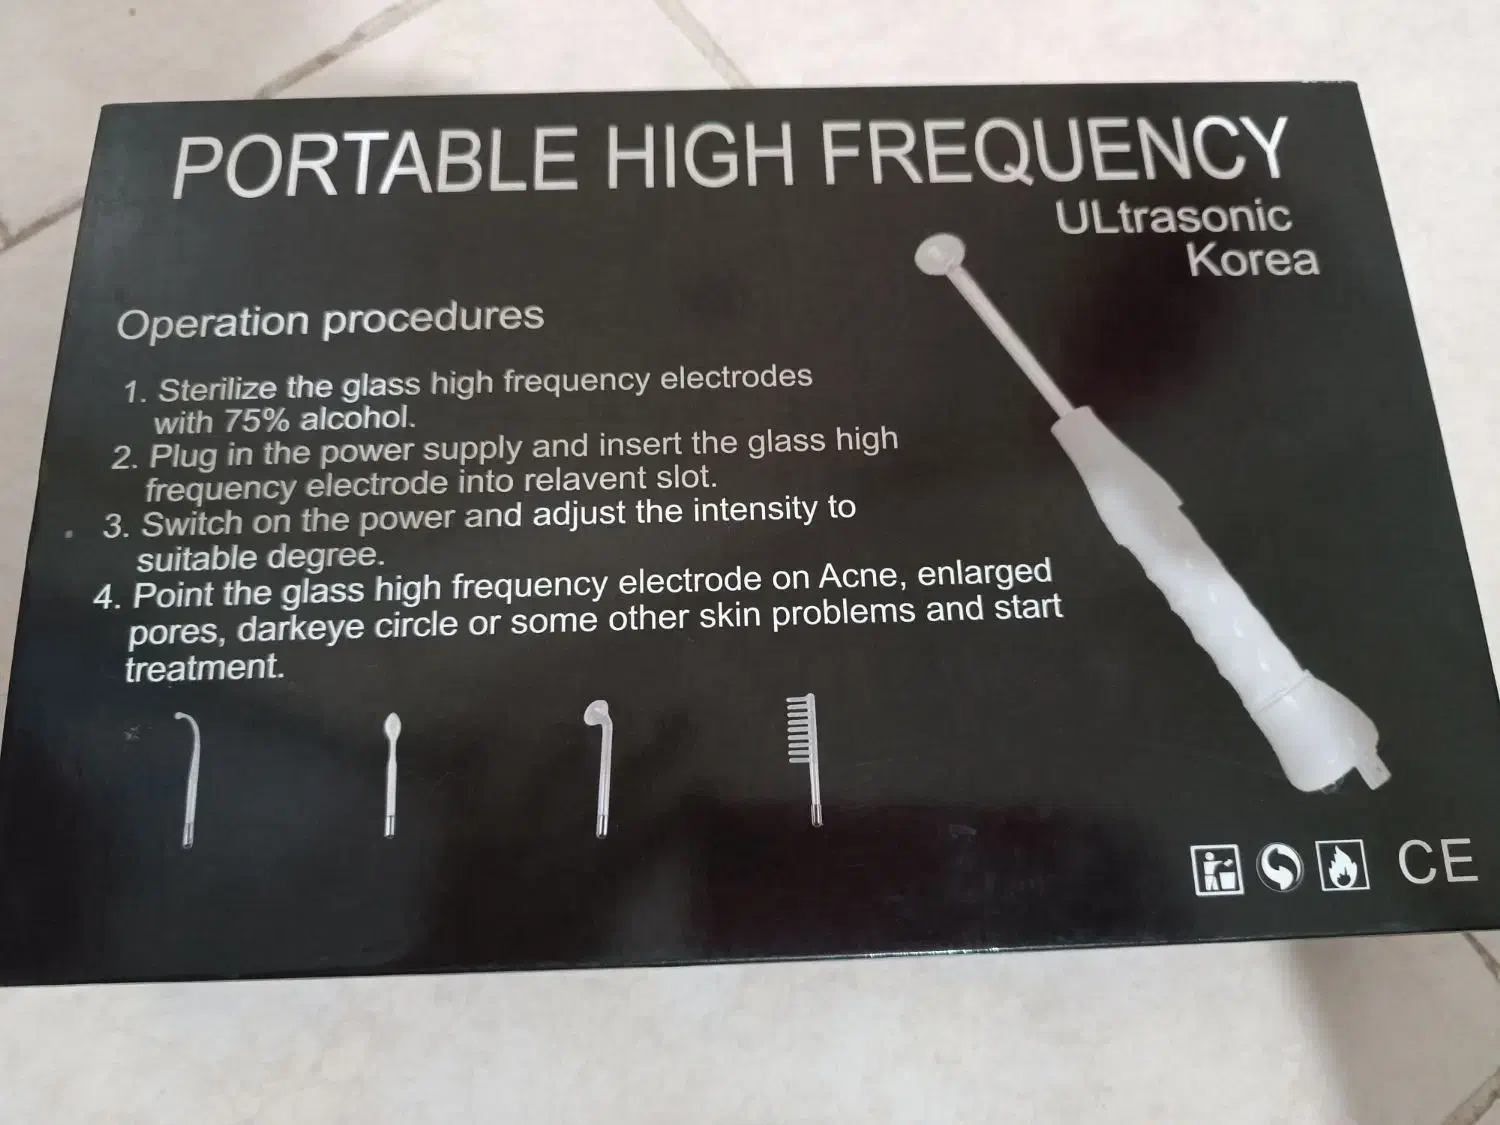 PORTABLE HIGH FREQUENCY
ULtrasonic
Korea
Operation procedures
1. Sterilize the glass high frequency electrodes
with 75% alcohol.
2. Plug in the power supply and insert the glass high
frequency electrode into relavent slot.
3. Switch on the power and adjust the intensity to
suitable degree.
4. Point the glass high frequency electrode on Acne, enlarged
pores, darkeye circle or some other skin problems and start
treatment.
CE